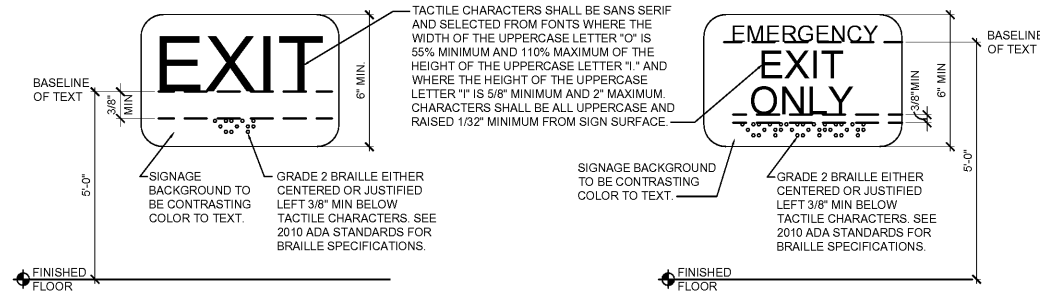 EXIT
BASELINE
OF TEXT
3/8"
MIN
6" MIN.
5'-0"
SIGNAGE
BACKGROUND TO
BE CONTRASTING
COLOR TO TEXT.
GRADE 2 BRAILLE EITHER
CENTERED OR JUSTIFIED
LEFT 3/8" MIN BELOW
TACTILE CHARACTERS. SEE
2010 ADA STANDARDS FOR
BRAILLE SPECIFICATIONS.
FINISHED
FLOOR
TACTILE CHARACTERS SHALL BE SANS SERIF
AND SELECTED FROM FONTS WHERE THE
WIDTH OF THE UPPERCASE LETTER "O" IS
55% MINIMUM AND 110% MAXIMUM OF THE
HEIGHT OF THE UPPERCASE LETTER "I." AND
WHERE THE HEIGHT OF THE UPPERCASE
LETTER "I" IS 5/8" MINIMUM AND 2" MAXIMUM.
CHARACTERS SHALL BE ALL UPPERCASE AND
RAISED 1/32" MINIMUM FROM SIGN SURFACE.
EMERGENCY
EXIT
ONLY
BASELINE
OF TEXT
3/8"MIN
6" MIN
5'-0"
SIGNAGE BACKGROUND
TO BE CONTRASTING
COLOR TO TEXT.
GRADE 2 BRAILLE EITHER
CENTERED OR JUSTIFIED
LEFT 3/8" MIN BELOW
TACTILE CHARACTERS. SEE
2010 ADA STANDARDS FOR
BRAILLE SPECIFICATIONS.
FINISHED
FLOOR